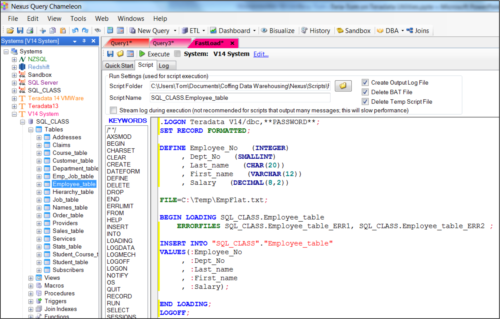 Nexus Query Chameleon
File Edit View Tools Web Windows Help
New Query ETL Dashboard Visualize History Sandbox DBA Joins
Systems [V14 System]
Systems
NZSQL
Redshift
Sandbox
SQL Server
SQL_CLASS
Teradata 14 VMWare
Teradata13
V14 System
SQL_CLASS
Tables
Addresses
Claims
Course_table
Customer_table
Department_table
Emp_Job_table
Employee_table
Hierarchy_table
Job_table
Names_table
Order_table
Providers
Sales_table
Services
Stats_table
Student_Course_t
Student_table
Subscribers
Views
Macros
Procedures
Triggers
Join Indexes
Functions
Query1*
Query3*
FastLoad*
Execute System: V14 System Edit...
Quick Start Script Log
Run Settings (used for script execution)
Script Folder C:\Users\Tom\Documents\Coffing Data Warehousing\Nexus\Scripts\F
Script Name SQL_CLASS.Employee_table
Create Output Log File
Delete BAT File
Delete Temp Script File
Stream log during execution (not recommended for scripts that output many messages; this will slow performance)
KEYWORDS
/* */
AXSMOD
BEGIN
CHARSET
CLEAR
CREATE
DATEFORM
DEFINE
DELETE
DROP
END
ERRLIMIT
FROM
HELP
INSERT
INTO
LOADING
LOGDATA
LOGMECH
LOGOFF
LOGON
NOTIFY
OS
QUIT
RECORD
RUN
SELECT
SESSIONS
.LOGON Teradata V14/dbc,**PASSWORD**;
SET RECORD FORMATTED;
DEFINE Employee_No (INTEGER)
, Dept_No (SMALLINT)
, Last_name (CHAR(20))
, First_name (VARCHAR(12))
, Salary (DECIMAL(8,2))
FILE=C:\Temp\EmpFlat.txt;
BEGIN LOADING SQL_CLASS.Employee_table
ERRORFILES SQL_CLASS.Employee_table_ERR1, SQL_CLASS.Employee_table_ERR2 ;
INSERT INTO "SQL_CLASS"."Employee_table"
VALUES(:Employee_No
, :Dept_No
, :Last_name
, :First_name
, :Salary);
END LOADING;
LOGOFF;